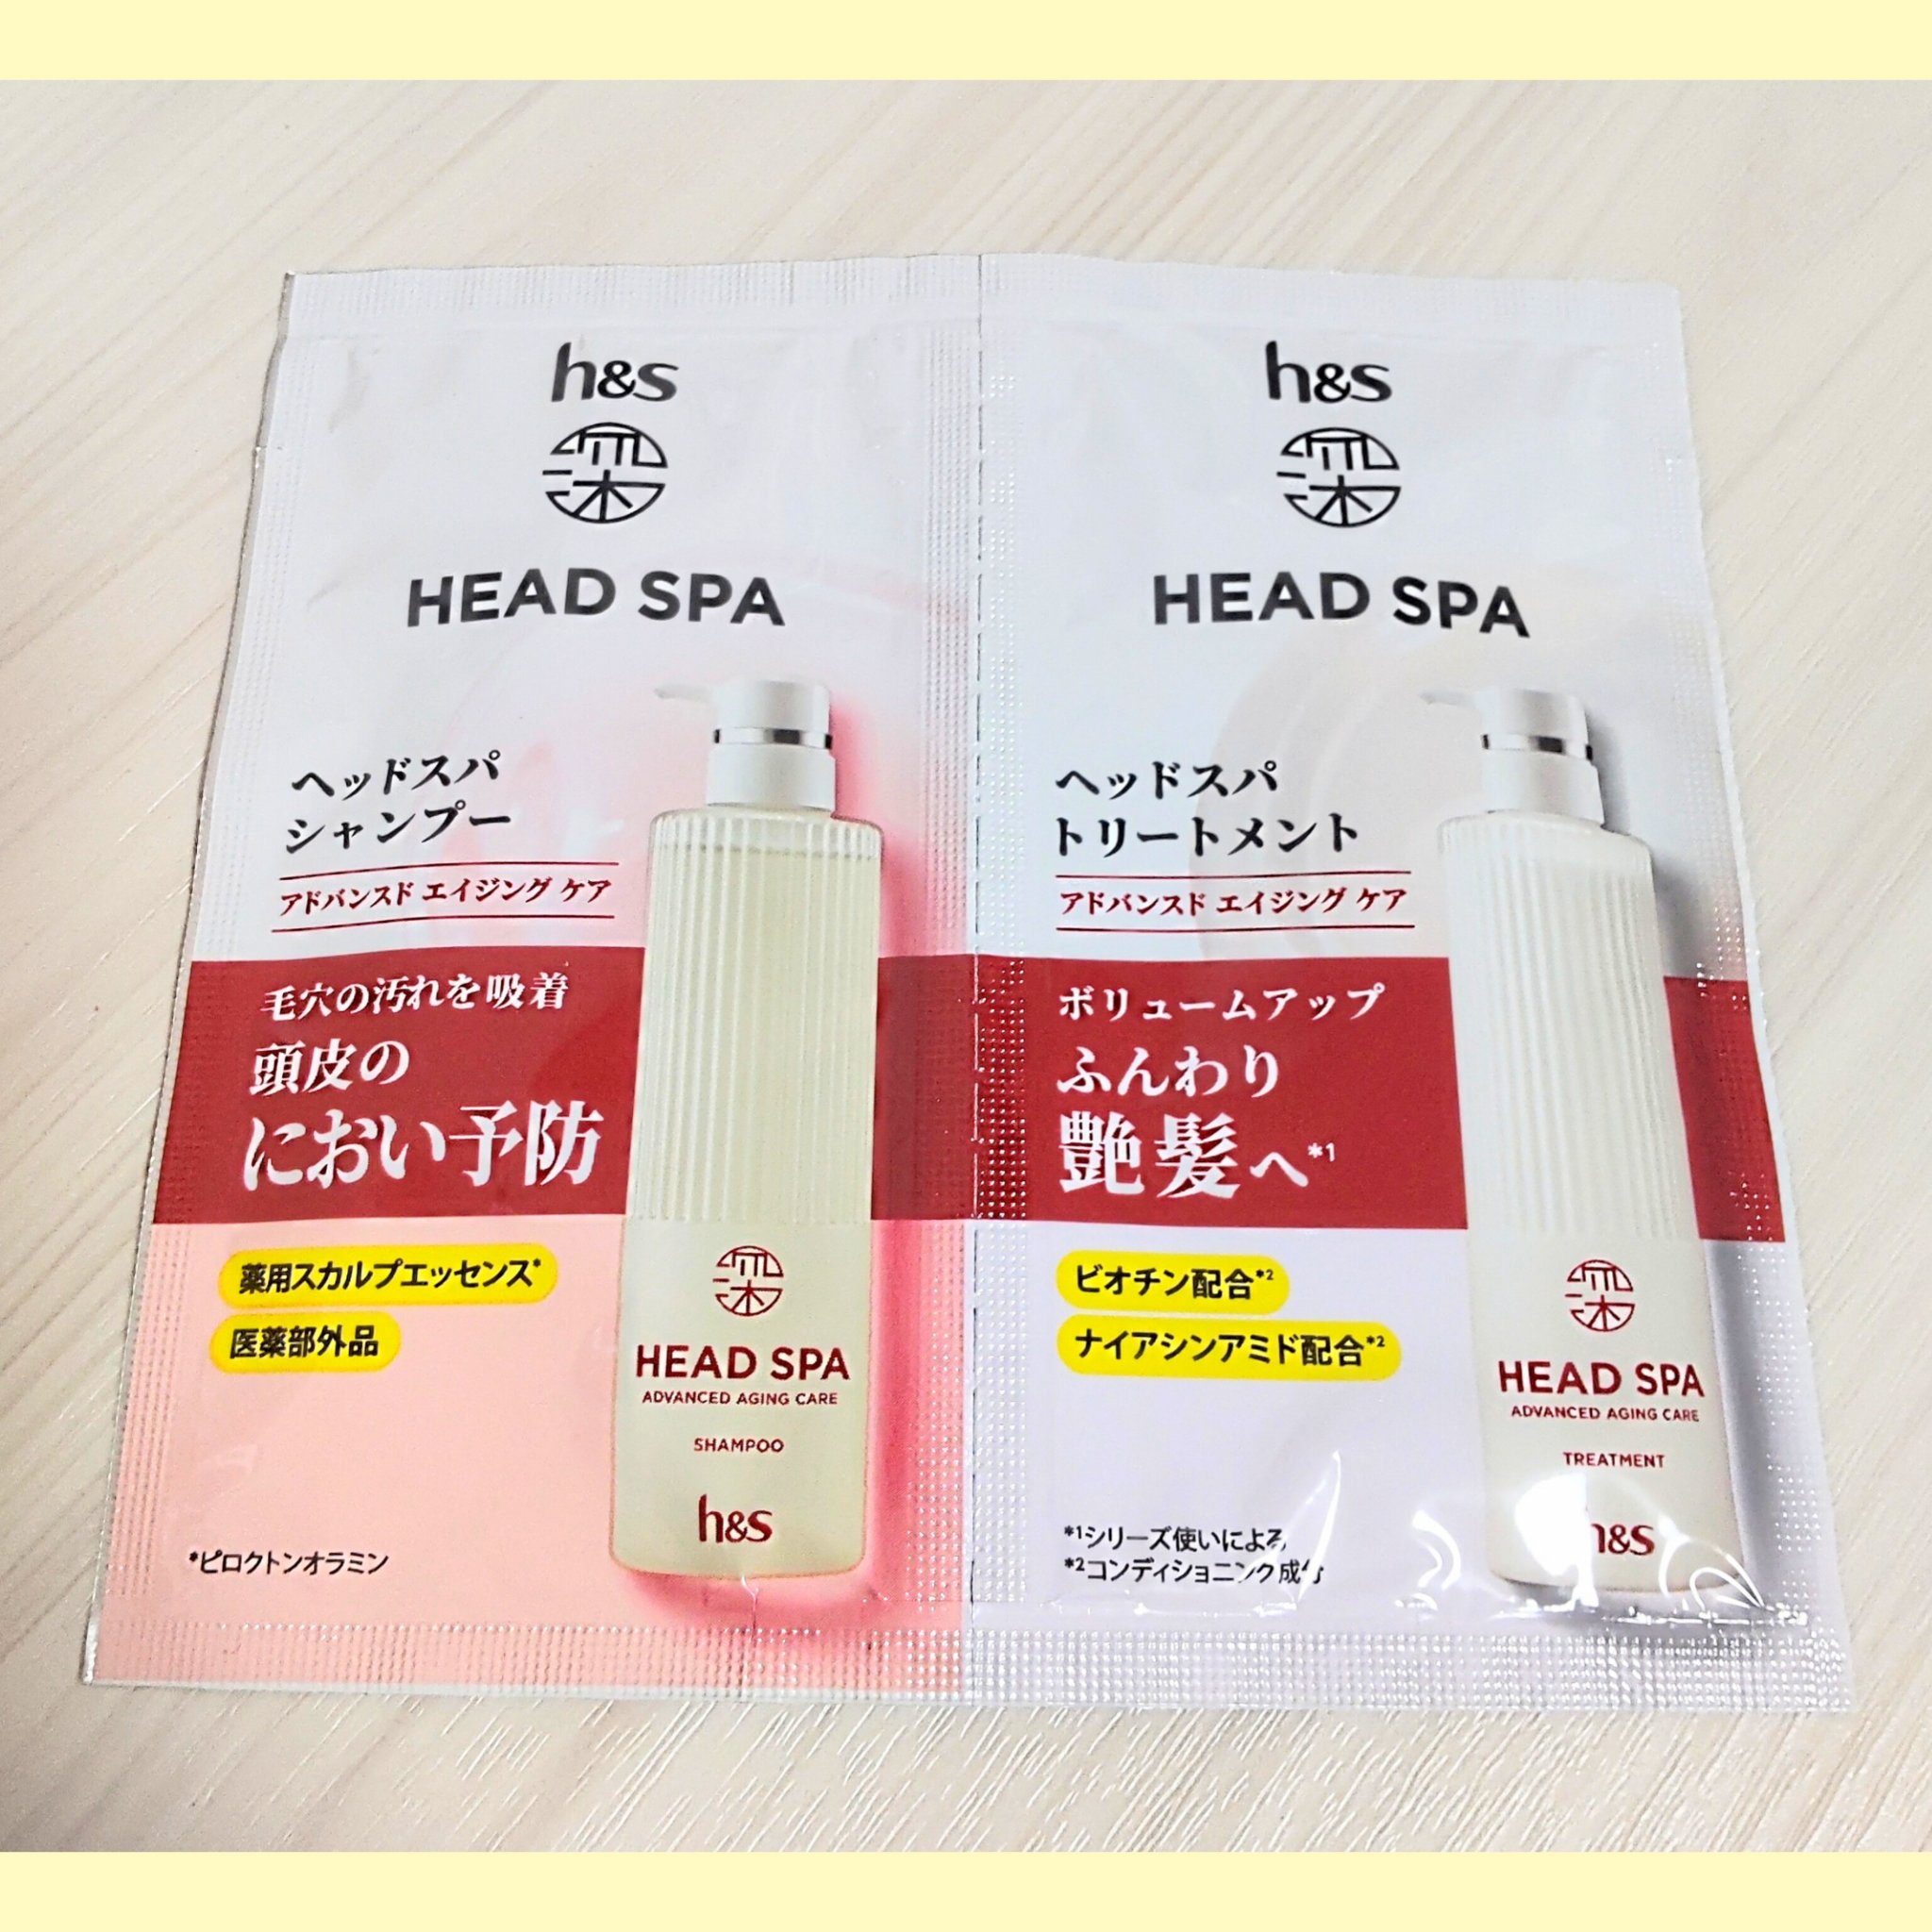 h&s
深
HEAD SPA
ヘッドスパ
シャンプー
アドバンスド エイジング ケア
毛穴の汚れを吸着
頭皮の
におい予防
薬用スカルプエッセンス*
医薬部外品
*ピロクトンオラミン
深
HEAD SPA
ADVANCED AGING CARE
SHAMPOO
h&s
h&s
深
HEAD SPA
ヘッドスパ
トリートメント
アドバンスド エイジング ケア
ボリュームアップ
ふんわり
艶髪へ*1
ビオチン配合*2
ナイアシンアミド配合*2
*1シリーズ使いによる
*2コンディショニング成分
深
HEAD SPA
ADVANCED AGING CARE
TREATMENT
h&s